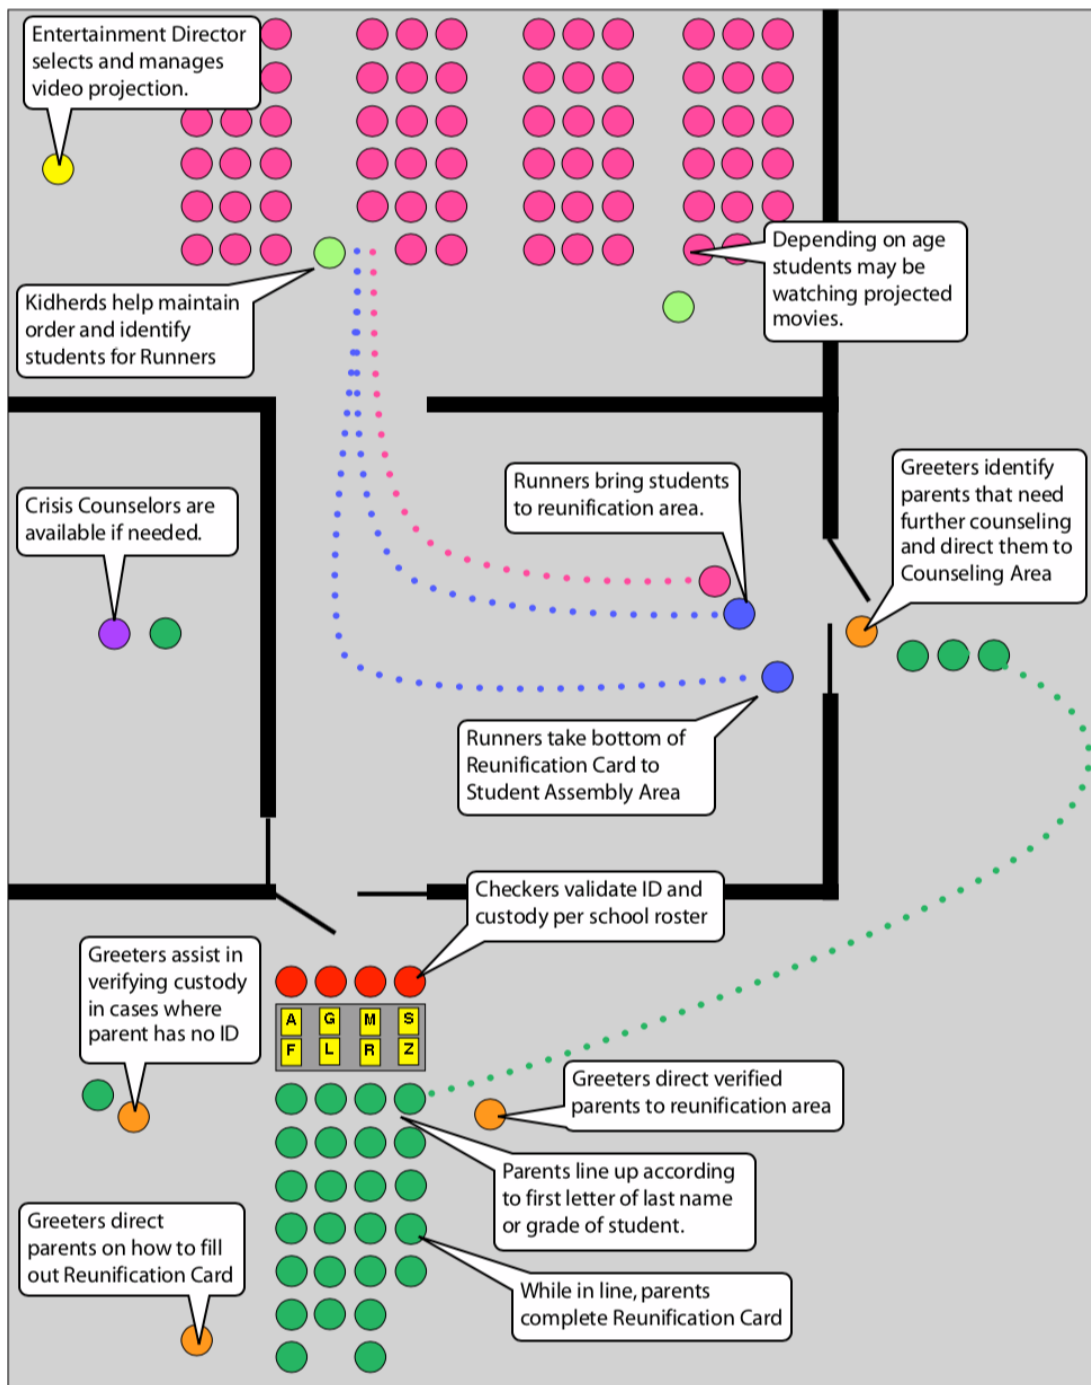 Entertainment Director
selects and manages
video projection.
Depending on age
students may be
watching projected
movies.
Kidherds help maintain
order and identify
students for Runners
Runners bring students
to reunification area.
Greeters identify
parents that need
further counseling
and direct them to
Counseling Area
Crisis Counselors are
available if needed.
Runners take bottom of
Reunification Card to
Student Assembly Area
Checkers validate ID and
custody per school roster
Greeters assist in
verifying custody
in cases where
parent has no ID
A G M S
F L R Z
Greeters direct verified
parents to reunification area
Parents line up according
to first letter of last name
or grade of student.
Greeters direct
parents on how to fill
out Reunification Card
While in line, parents
complete Reunification Card